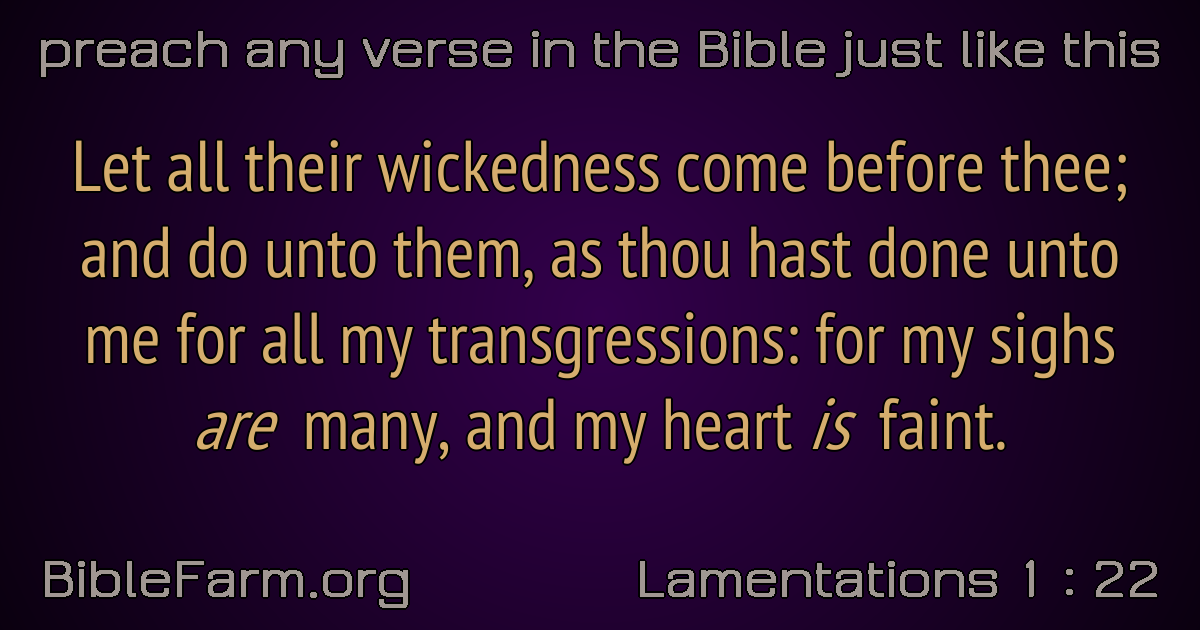 preach any verse in the Bible just like this
Let all their wickedness come before thee;
and do unto them, as thou hast done unto
me for all my transgressions: for my sighs
are many, and my heart is faint.
BibleFarm.org
Lamentations 1 : 22